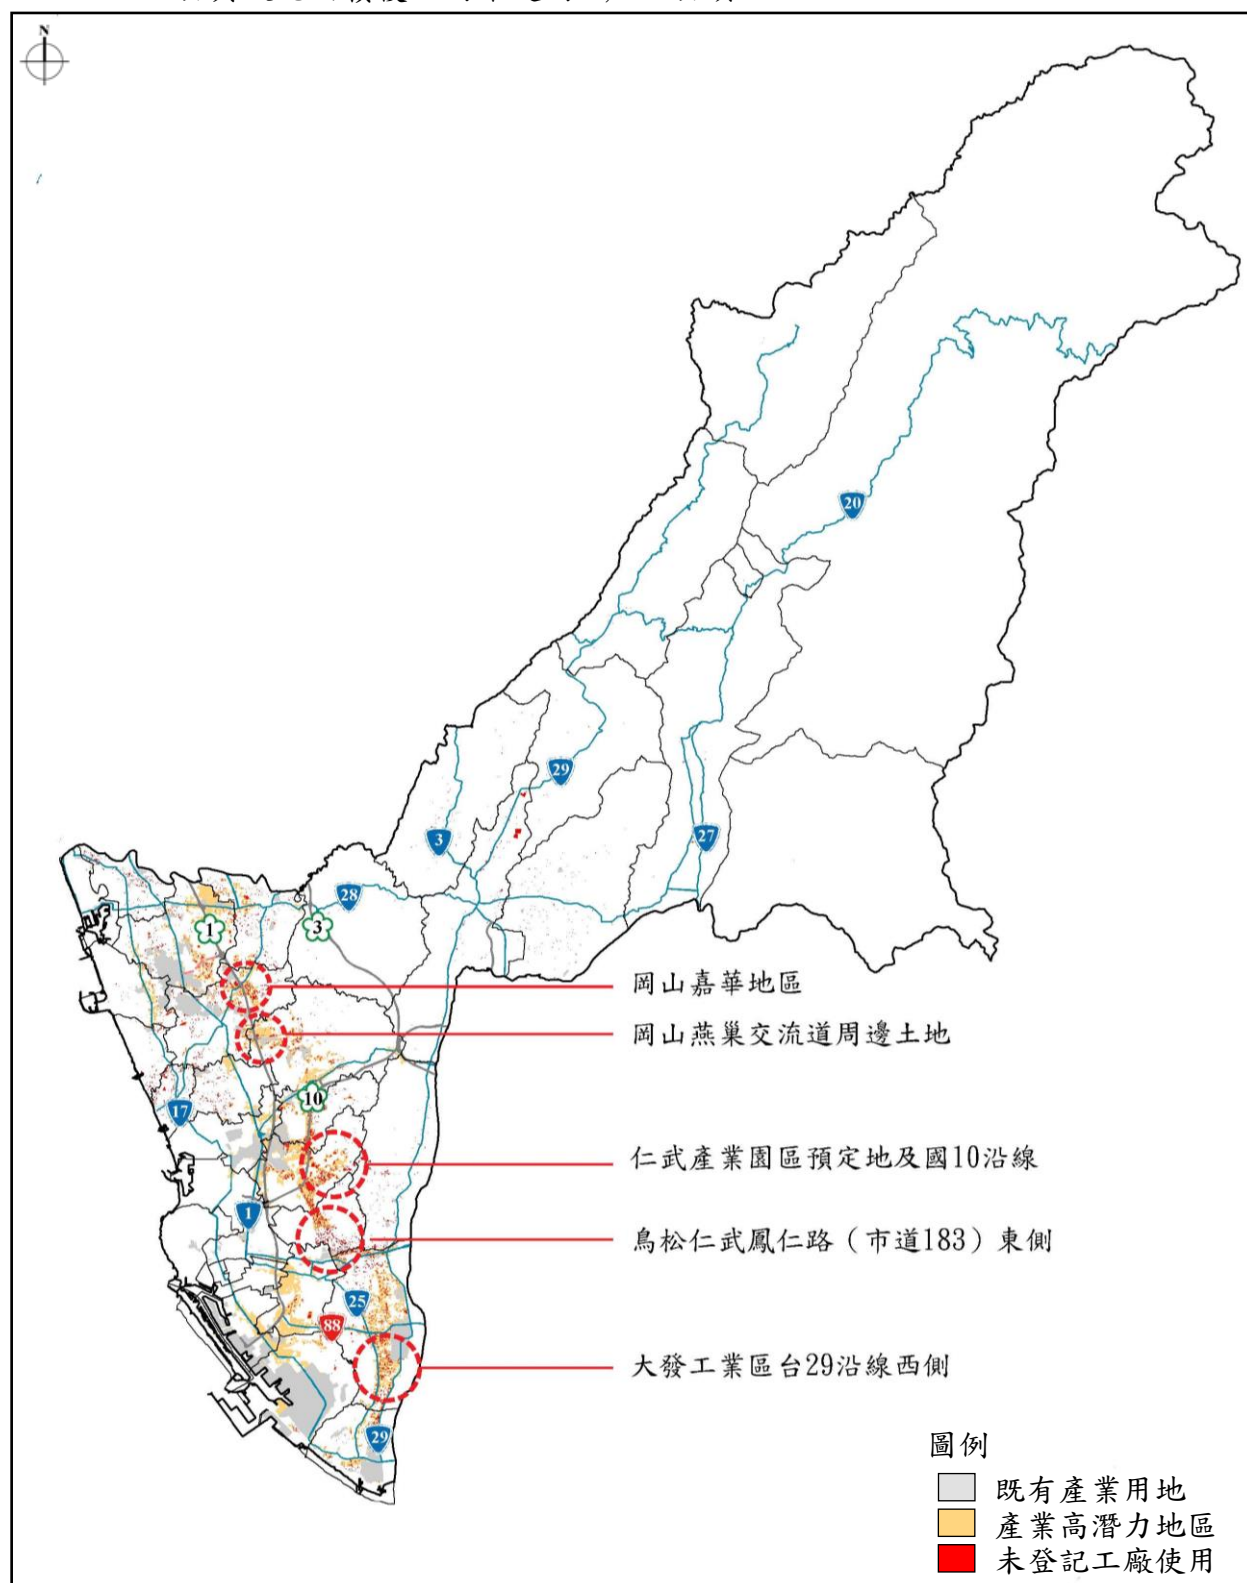 N
20
29
3
27
28
1
3
岡山嘉華地區
岡山燕巢交流道周邊土地
10
17
仁武產業園區預定地及國10沿線
1
鳥松仁武鳳仁路（市道183）東側
25
88
大發工業區台29沿線西側
29
圖例
既有產業用地
產業高潛力地區
未登記工廠使用